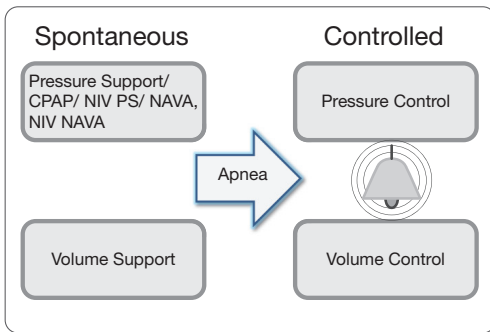 Spontaneous
Controlled
Pressure Support/
CPAP/ NIV PS/ NAVA,
NIV NAVA
Pressure Control
Apnea
Volume Support
Volume Control